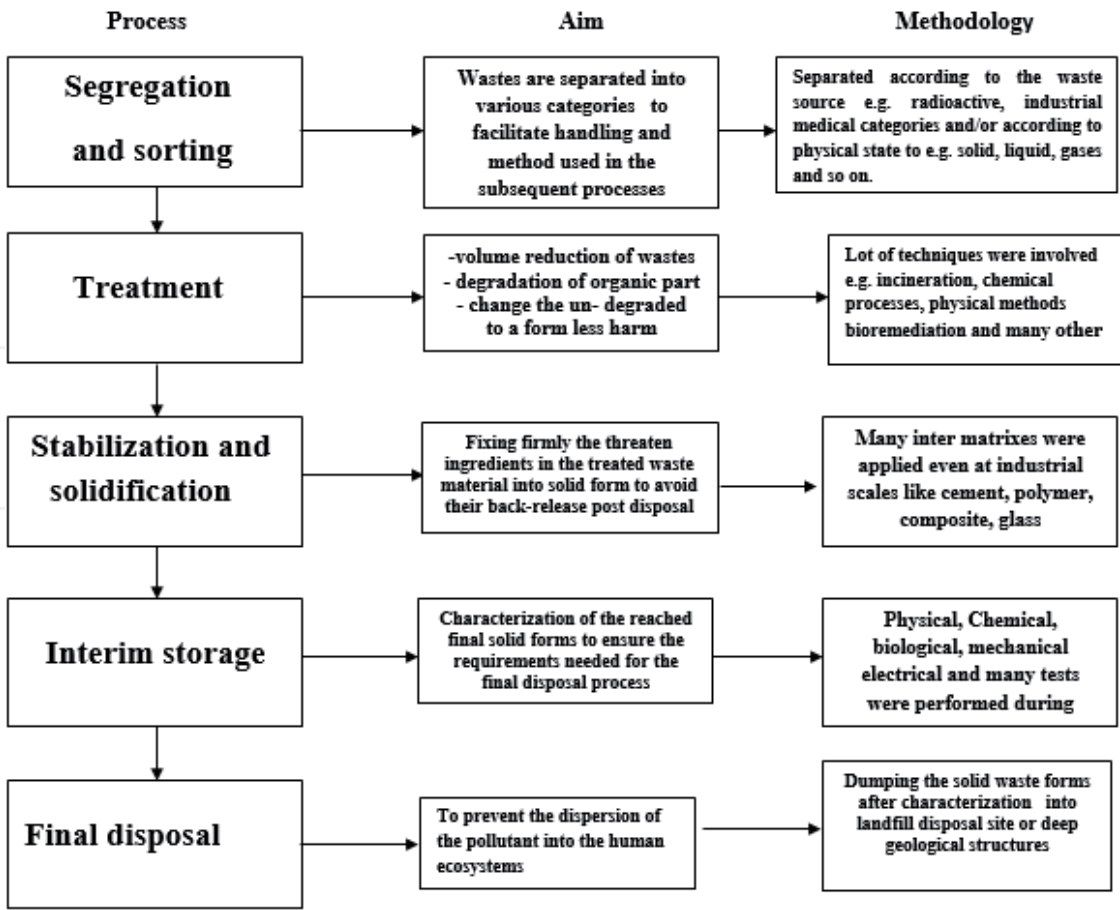 Process
Aim
Methodology
Segregation
and sorting
Wastes are separated into
various categories to
facilitate handling and
method used in the
subsequent processes
Separated according to the waste
source e.g. radioactive, industrial
medical categories and/or according to
physical state to e.g. solid, liquid, gases
and so on.
Treatment
-volume reduction of wastes
- degradation of organic part
- change the un- degraded
to a form less harm
Lot of techniques were involved
e.g. incineration, chemical
processes, physical methods
bioremediation and many other
Stabilization and
solidification
Fixing firmly the threaten
ingredients in the treated waste
material into solid form to avoid
their back-release post disposal
Many inter matrixes were
applied even at industrial
scales like cement, polymer,
composite, glass
Interim storage
Characterization of the reached
final solid forms to ensure the
requirements needed for the
final disposal process
Physical, Chemical,
biological, mechanical
electrical and many tests
were performed during
Final disposal
To prevent the dispersion of
the pollutant into the human
ecosystems
Dumping the solid waste forms
after characterization into
landfill disposal site or deep
geological structures